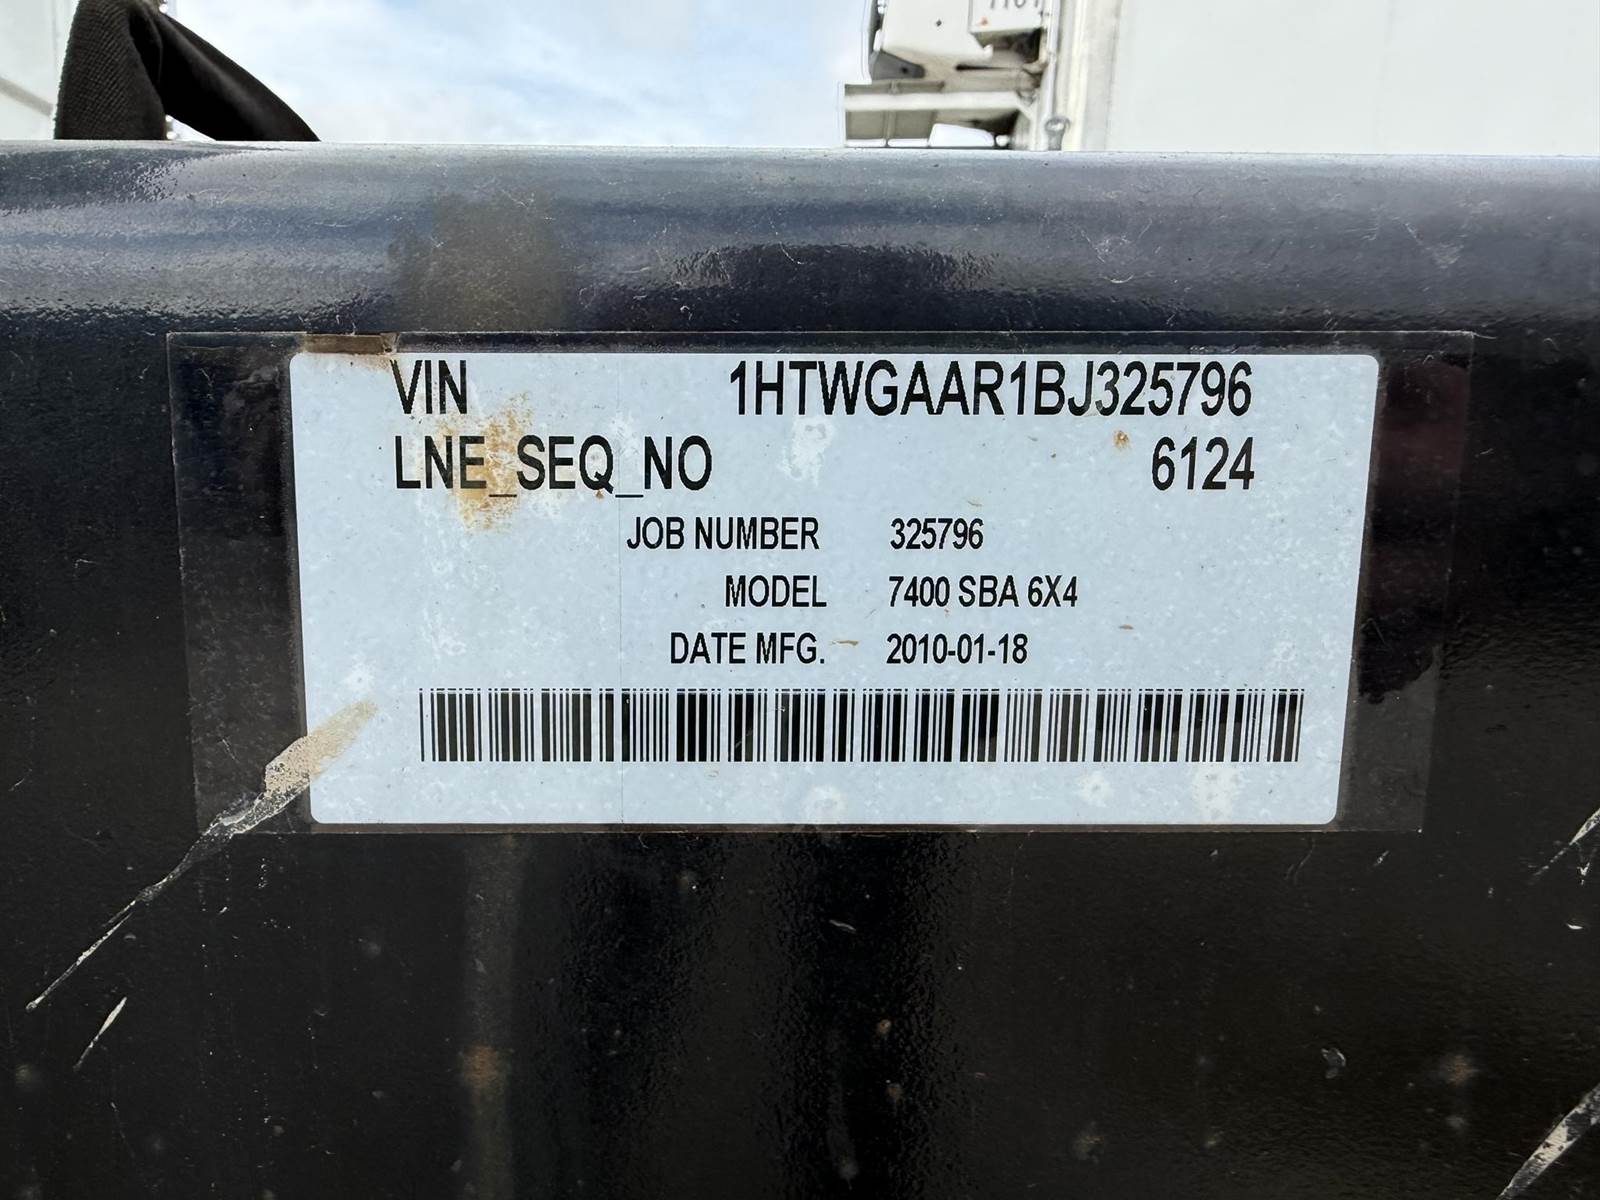 VIN 1HTWGAAR1BJ325796
LNE_SEQ_NO 6124
JOB NUMBER 325796
MODEL 7400 SBA 6X4
DATE MFG. 2010-01-18